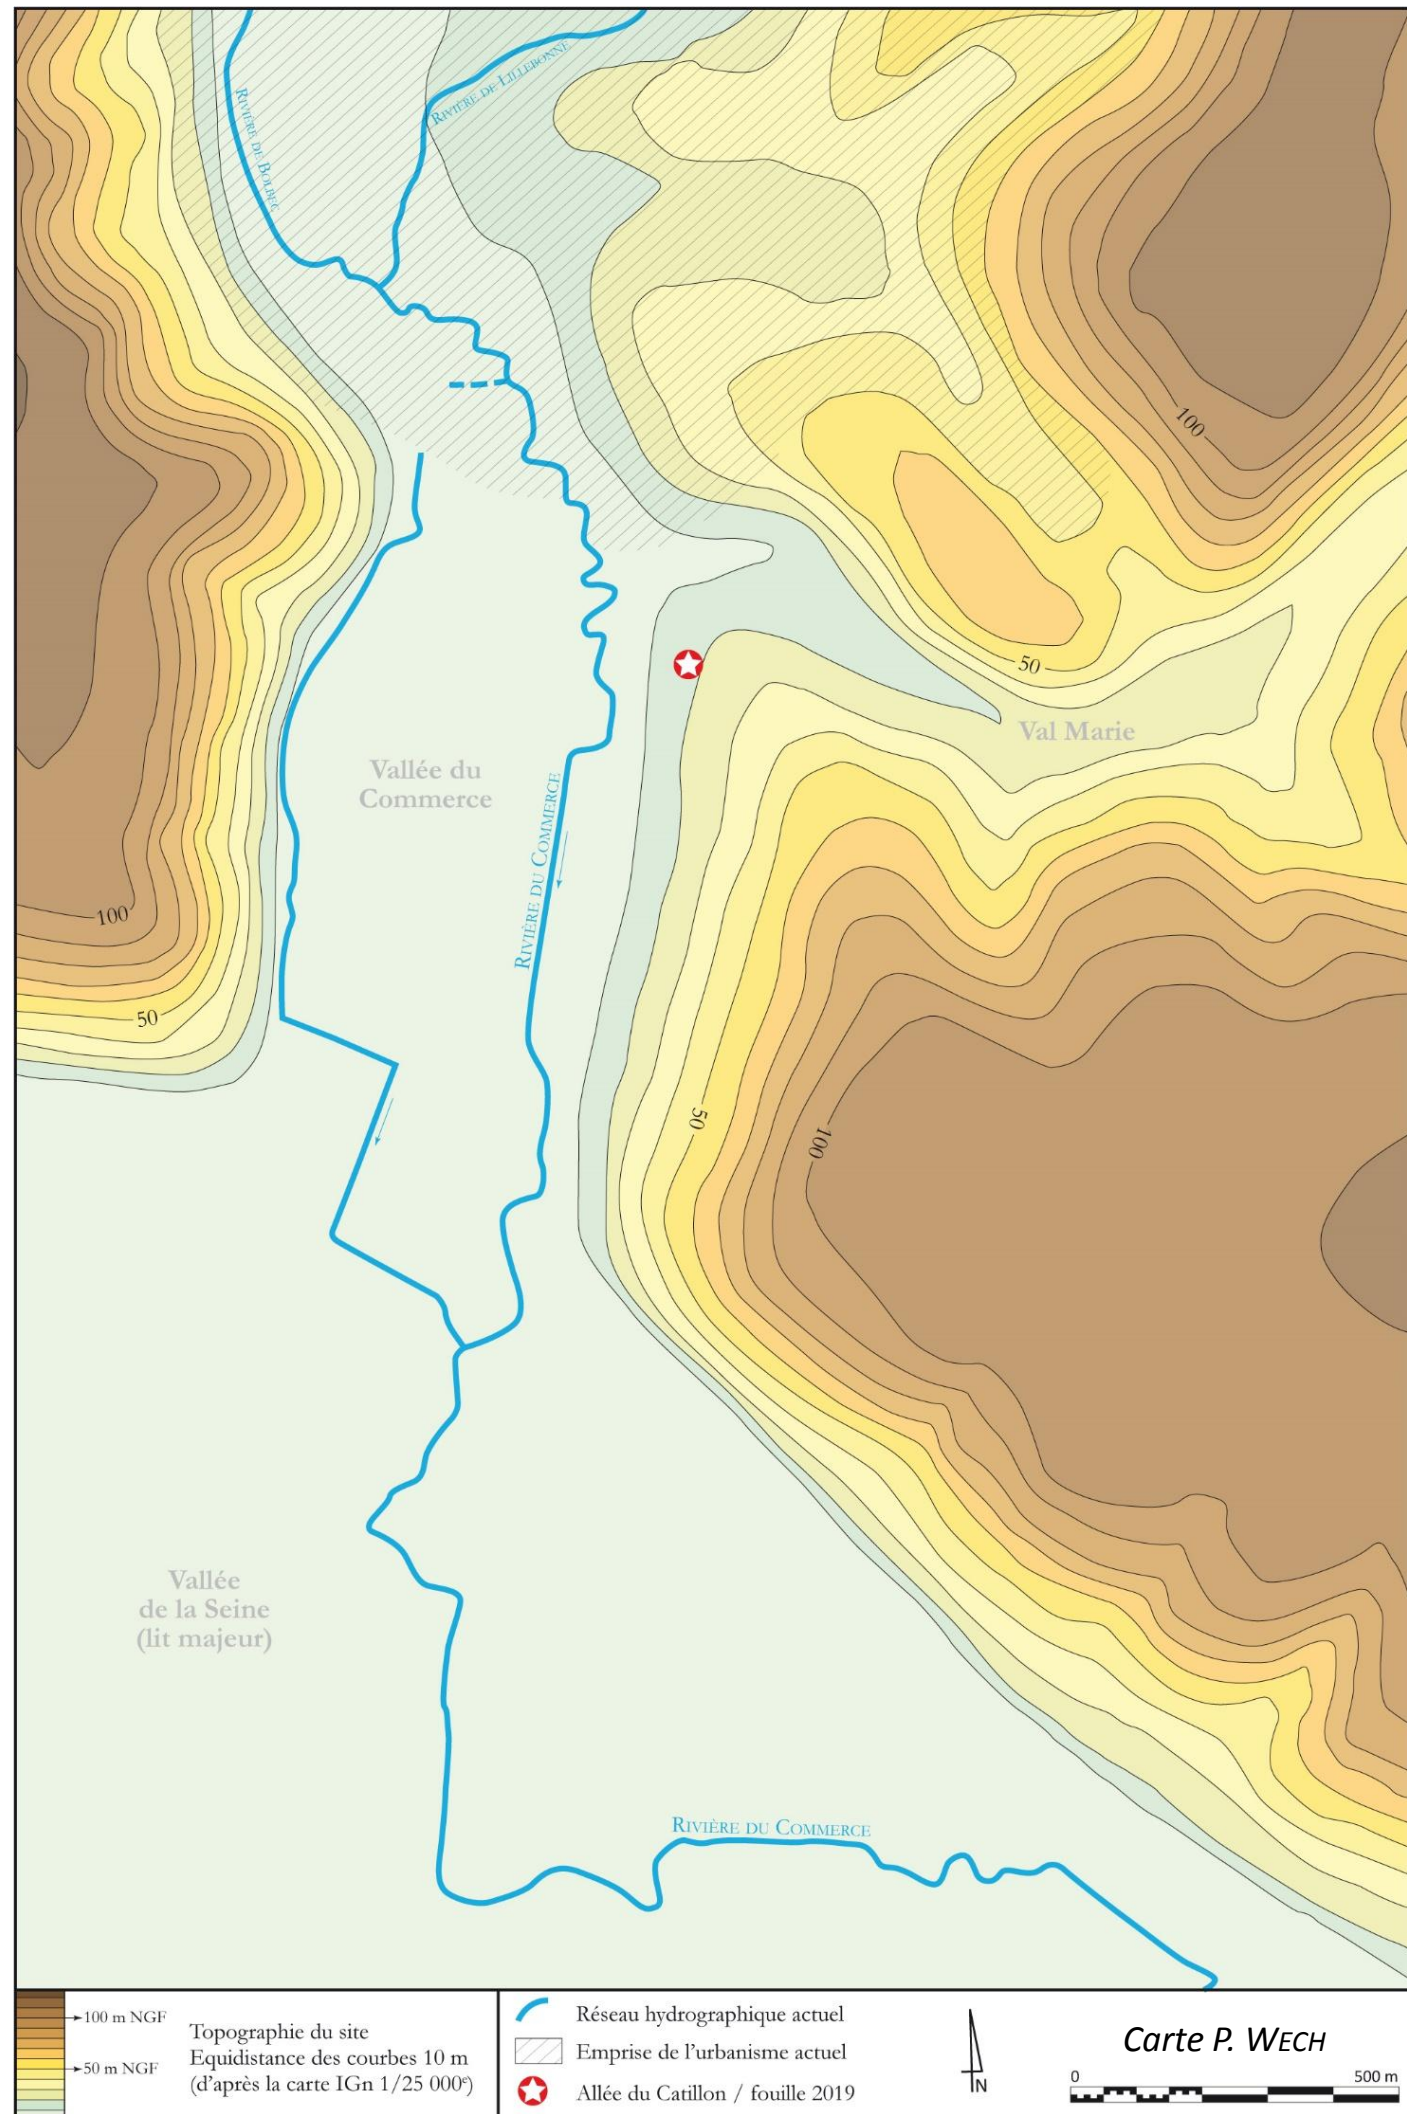 RIVIÈRE DE BOLBEC
RIVIÈRE DE LILLEBONNE
100
50
Val Marie
Vallée du
Commerce
RIVIÈRE DU COMMERCE
100
50
50
100
Vallée
de la Seine
(lit majeur)
RIVIÈRE DU COMMERCE
100 m NGF
50 m NGF
Topographie du site
Equidistance des courbes 10 m
(d'après la carte IGn 1/25 000e)
Réseau hydrographique actuel
Emprise de l'urbanisme actuel
Allée du Catillon / fouille 2019
N
Carte P. WECH
0 500 m